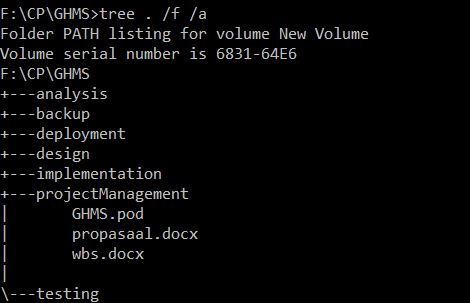 F:\CP\GHMS>tree . /f /a
Folder PATH listing for volume New Volume
Volume serial number is 6831-64E6
F:\CP\GHMS
+---analysis
+---backup
+---deployment
+---design
+---implementation
+---projectManagement
|       GHMS.pod
|       propasaal.docx
|       wbs.docx
|
\---testing